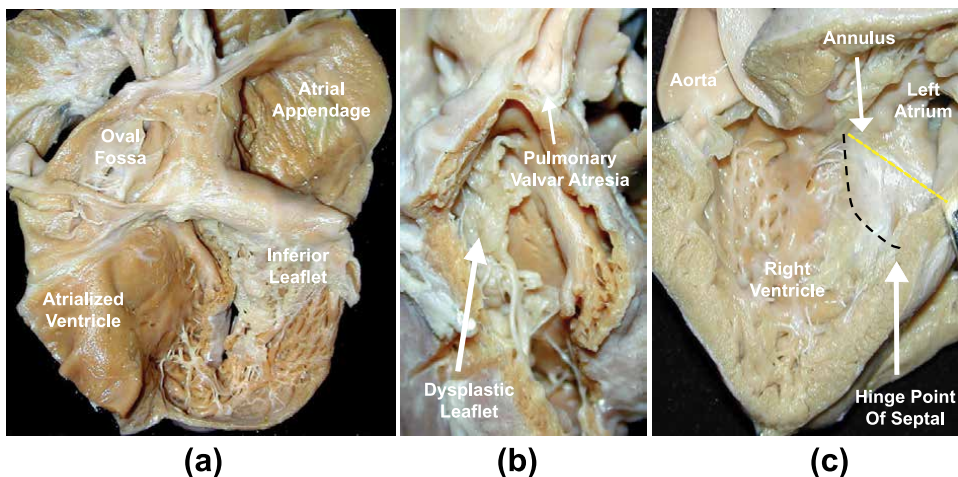 Atrial
Appendage
Oval
Fossa
Inferior
Leaflet
Atrialized
Ventricle
(a)
Pulmonary
Valvar Atresia
Dysplastic
Leaflet
(b)
Annulus
Aorta
Left
Atrium
Right
Ventricle
Hinge Point
Of Septal
(c)